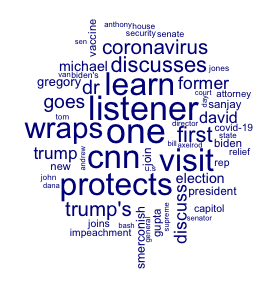 anthony house
security senate
vaccine
sen coronavirus
discusses
michael jones
van biden's
gregory dr. learn former
court attorney
goes listener day sanjay
tom
wraps one first david
director
covid-19
state
trump cnn join bill axelrod visit biden
relief
new andrew rep
john protects election
dana president
trump's discuss capitol
senator
joins
impeachment bash smerconish general gupta supreme